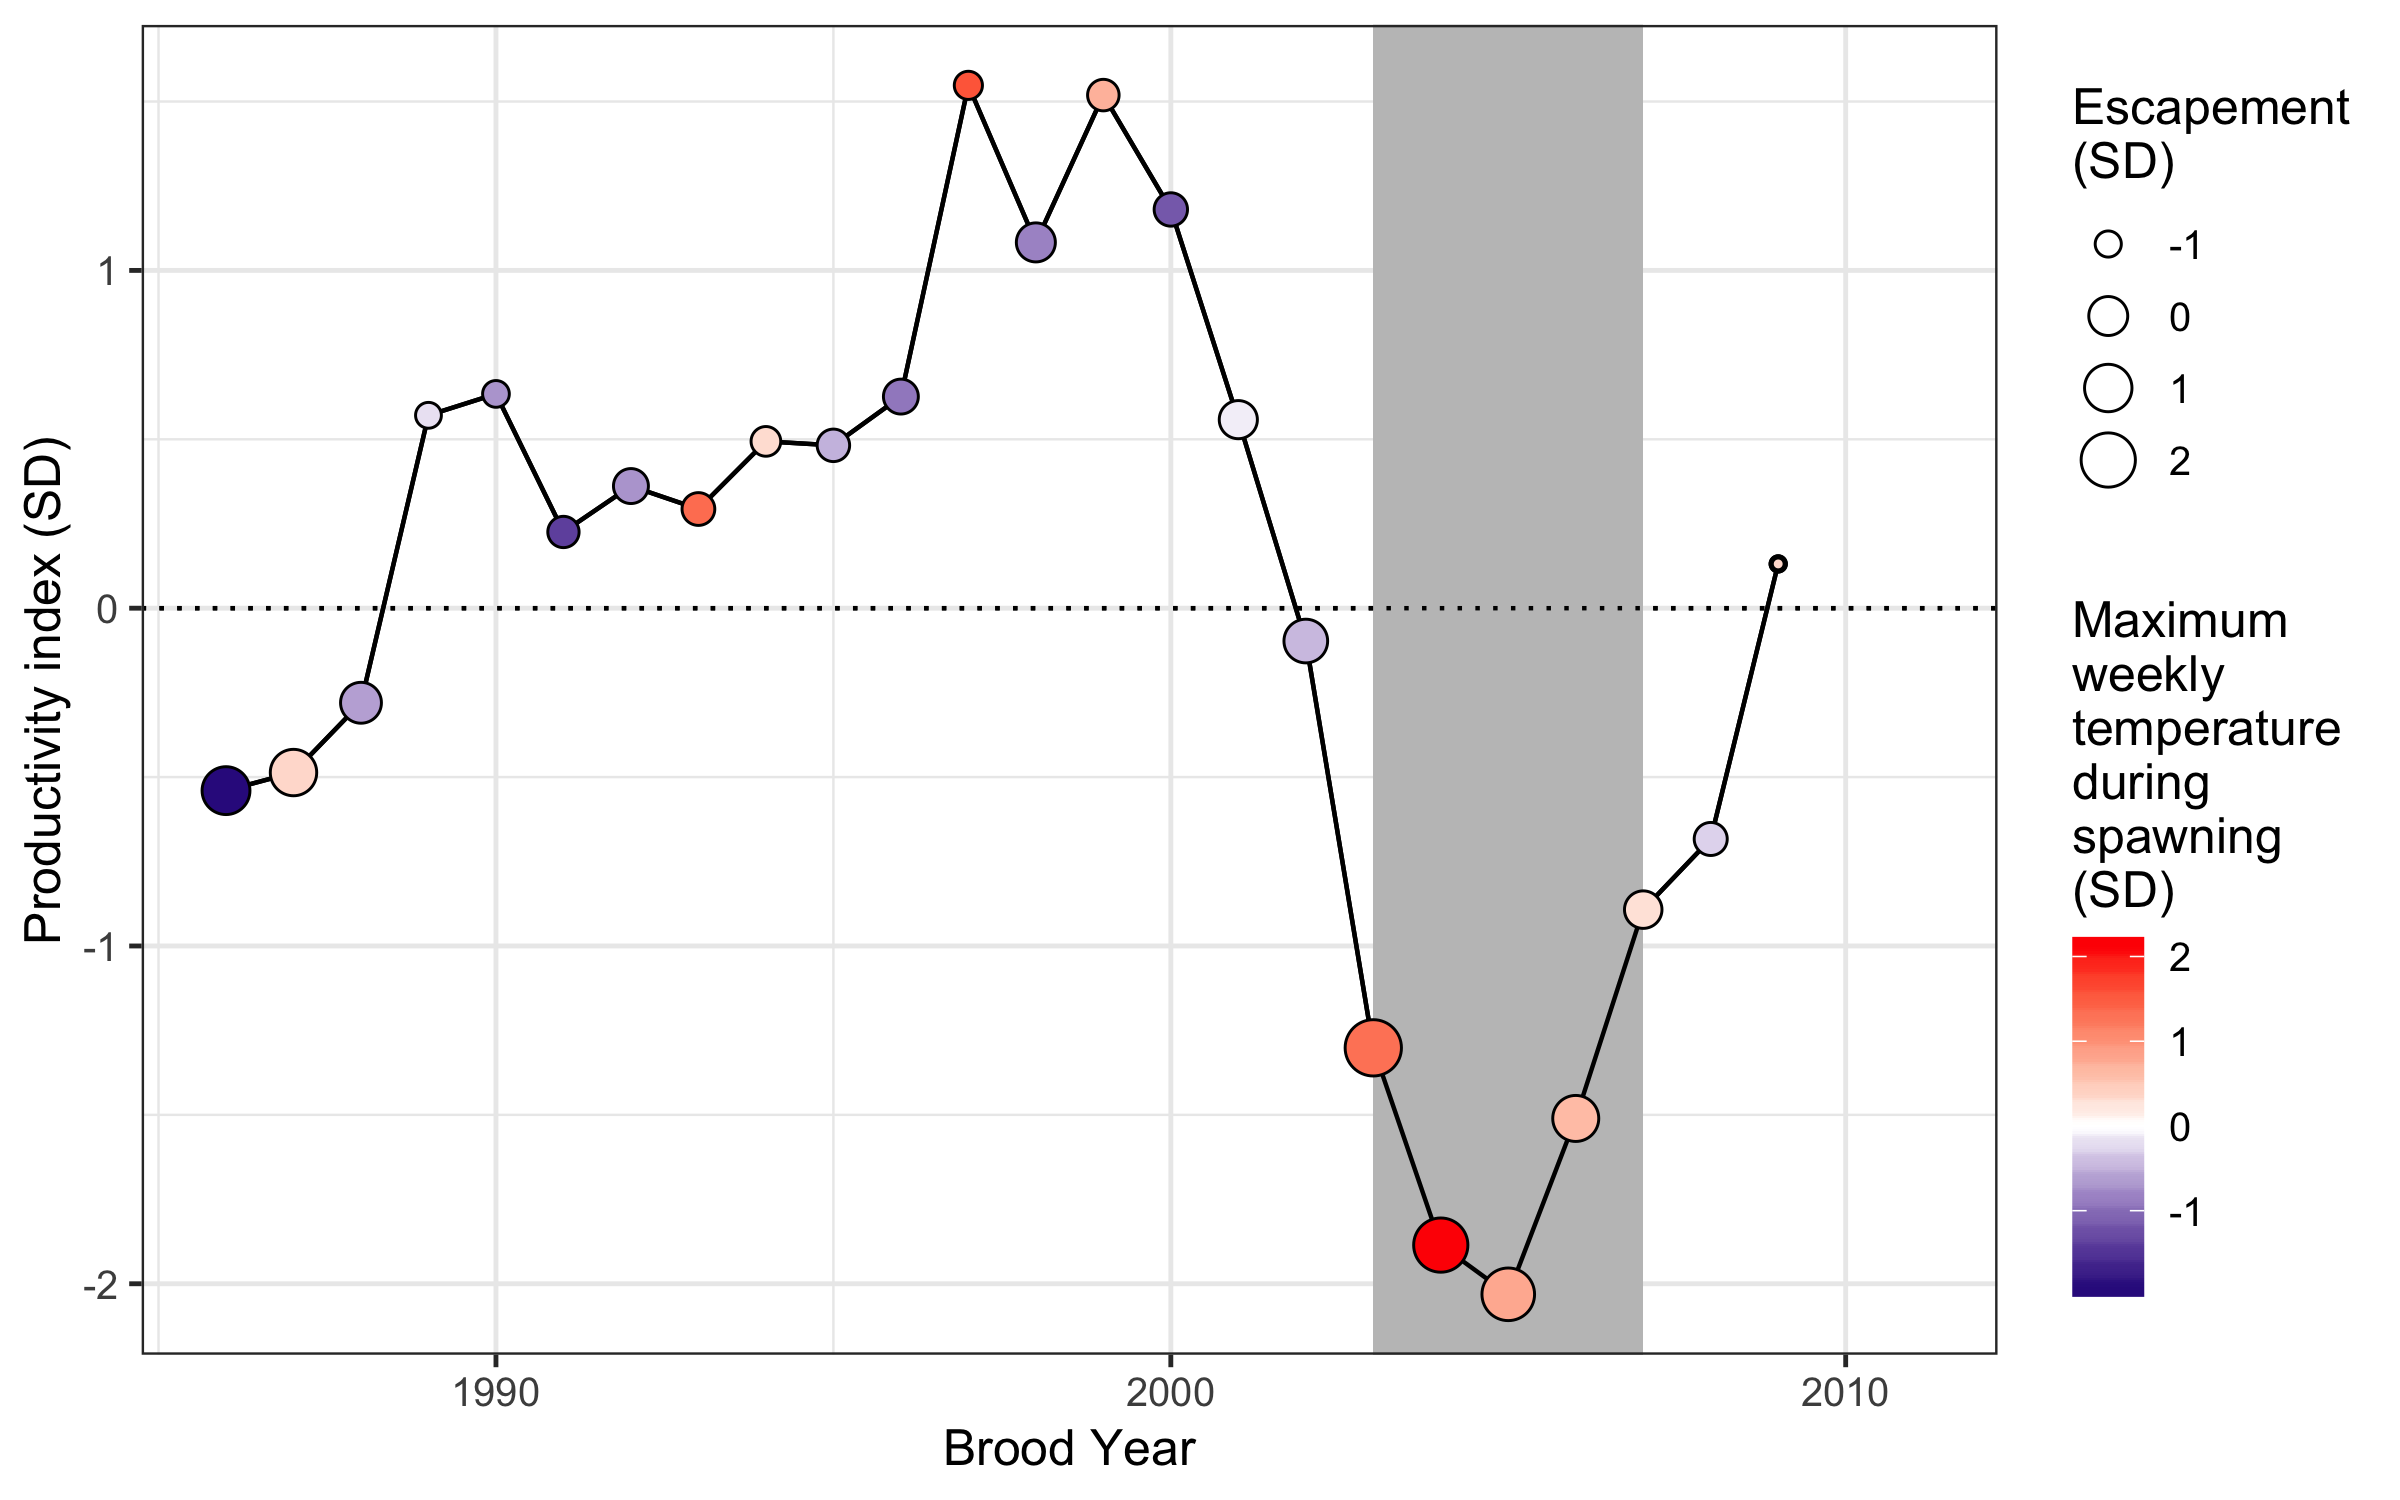 Productivity index (SD)
1
0
-1
-2
1990
2000
2010
Brood Year
Escapement
(SD)
-1
0
1
2
Maximum
weekly
temperature
during
spawning
(SD)
2
1
0
-1